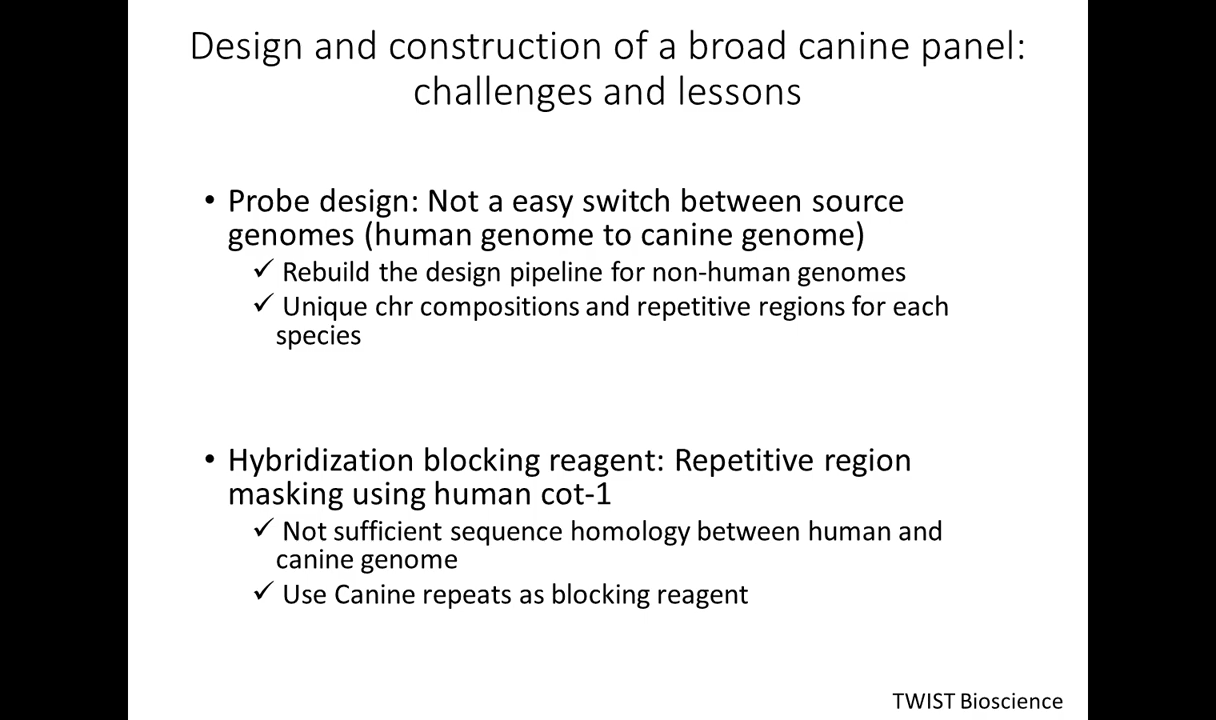 Design and construction of a broad canine panel:
challenges and lessons
• Probe design: Not a easy switch between source
genomes (human genome to canine genome)
✓ Rebuild the design pipeline for non-human genomes
✓ Unique chr compositions and repetitive regions for each
species
• Hybridization blocking reagent: Repetitive region
masking using human cot-1
✓ Not sufficient sequence homology between human and
canine genome
✓ Use Canine repeats as blocking reagent
TWIST Bioscience